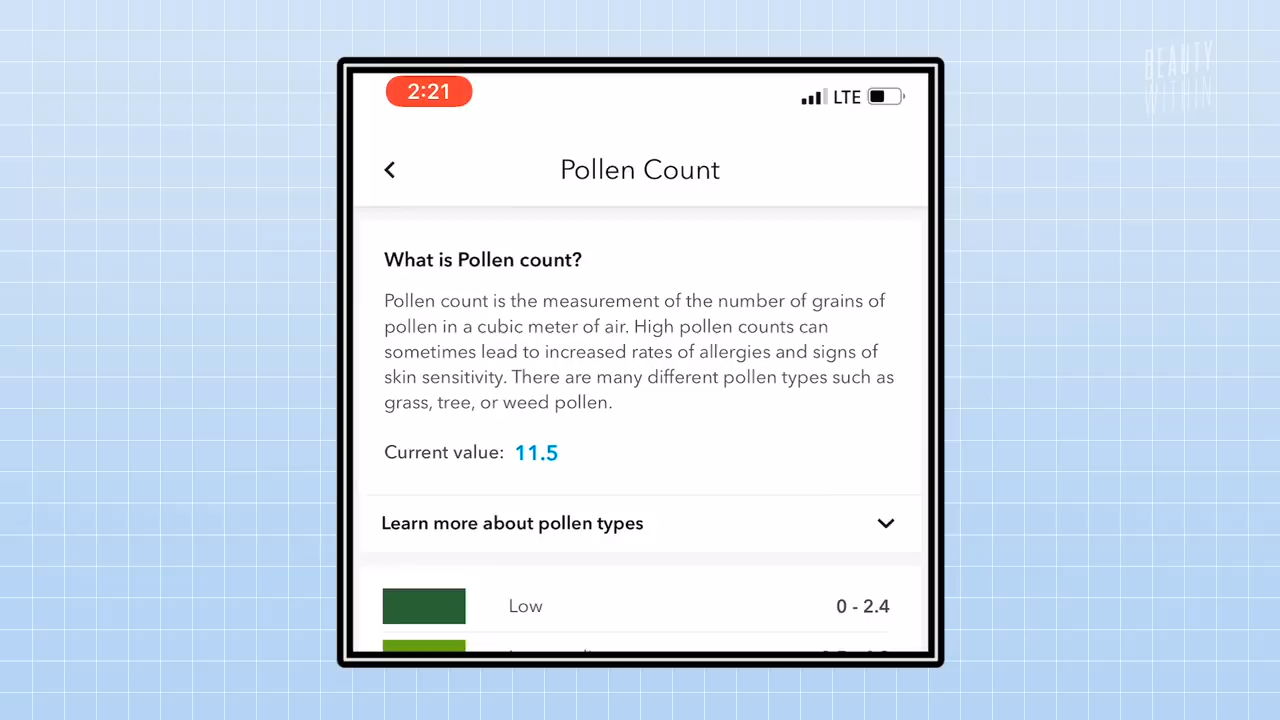 BEAUTY
WITHIN
2:21
LTE
Pollen Count
What is Pollen count?
Pollen count is the measurement of the number of grains of
pollen in a cubic meter of air. High pollen counts can
sometimes lead to increased rates of allergies and signs of
skin sensitivity. There are many different pollen types such as
grass, tree, or weed pollen.
Current value: 11.5
Learn more about pollen types
Low 0 - 2.4